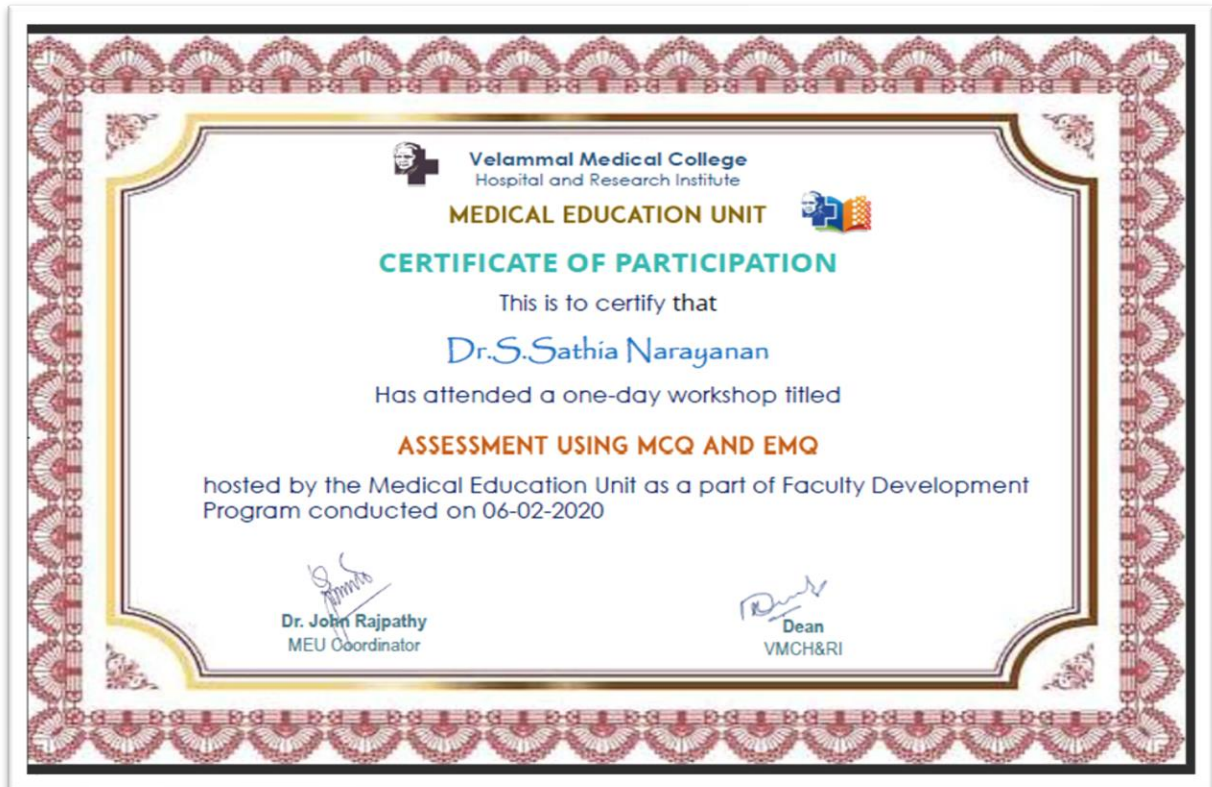 Velammal Medical College
Hospital and Research Institute
MEDICAL EDUCATION UNIT
CERTIFICATE OF PARTICIPATION
This is to certify that
Dr.S.Sathia Narayanan
Has attended a one-day workshop titled
ASSESSMENT USING MCQ AND EMQ
hosted by the Medical Education Unit as a part of Faculty Development
Program conducted on 06-02-2020
Dr. John Rajpathy
MEU Coordinator
Dean
VMCH&RI